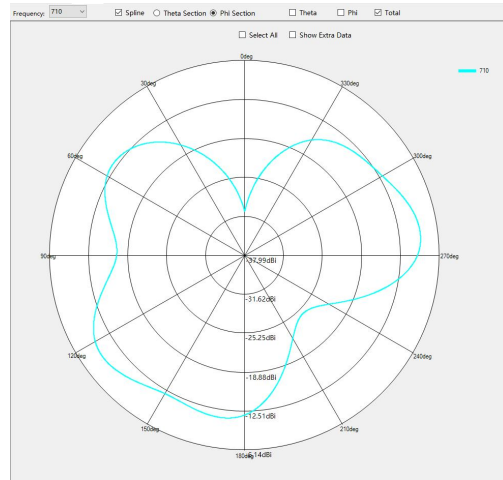 Frequency: 710 Spline Theta Section Phi Section Theta Phi Total
Select All Show Extra Data
0deg
710
30deg 330deg
60deg 300deg
90deg -37.99dBi 270deg
-31.62dBi
-25.25dBi
120deg 240deg
-18.88dBi
-12.51dBi
150deg 210deg
180deg -6.14dBi